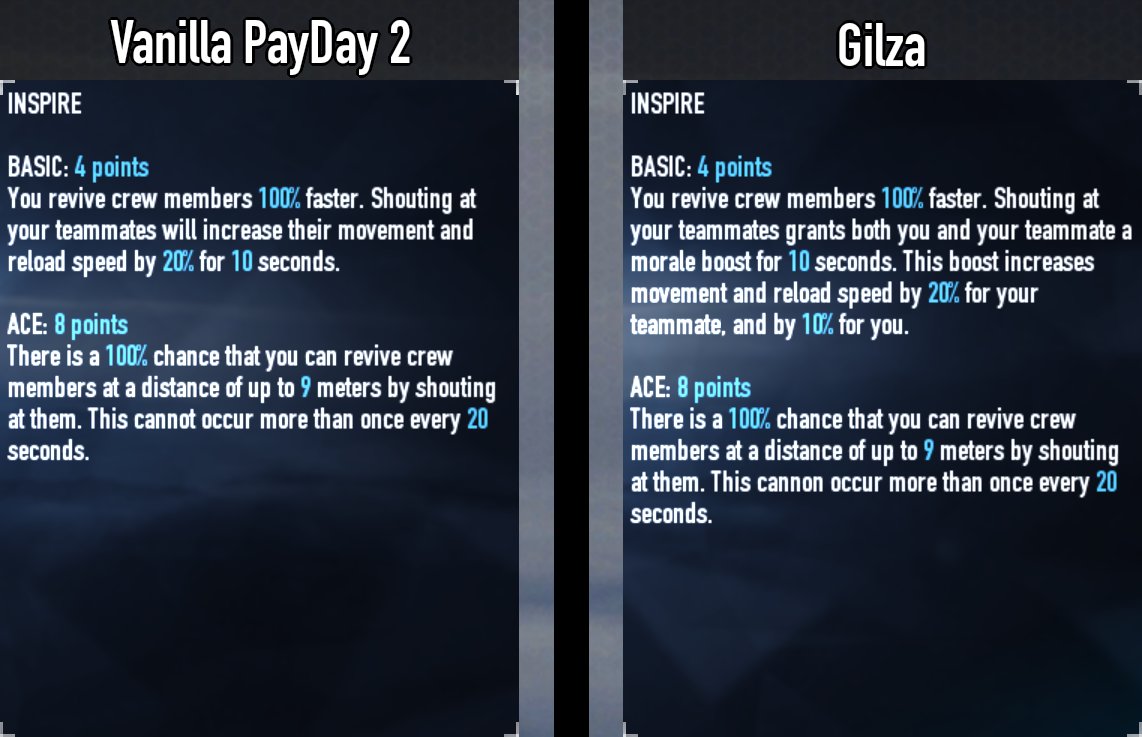 Vanilla PayDay 2
INSPIRE
BASIC: 4 points
You revive crew members 100% faster. Shouting at
your teammates will increase their movement and
reload speed by 20% for 10 seconds.
ACE: 8 points
There is a 100% chance that you can revive crew
members at a distance of up to 9 meters by shouting
at them. This cannot occur more than once every 20
seconds.
Gilza
INSPIRE
BASIC: 4 points
You revive crew members 100% faster. Shouting at
your teammates grants both you and your teammate a
morale boost for 10 seconds. This boost increases
movement and reload speed by 20% for your
teammate, and by 10% for you.
ACE: 8 points
There is a 100% chance that you can revive crew
members at a distance of up to 9 meters by shouting
at them. This cannon occur more than once every 20
seconds.